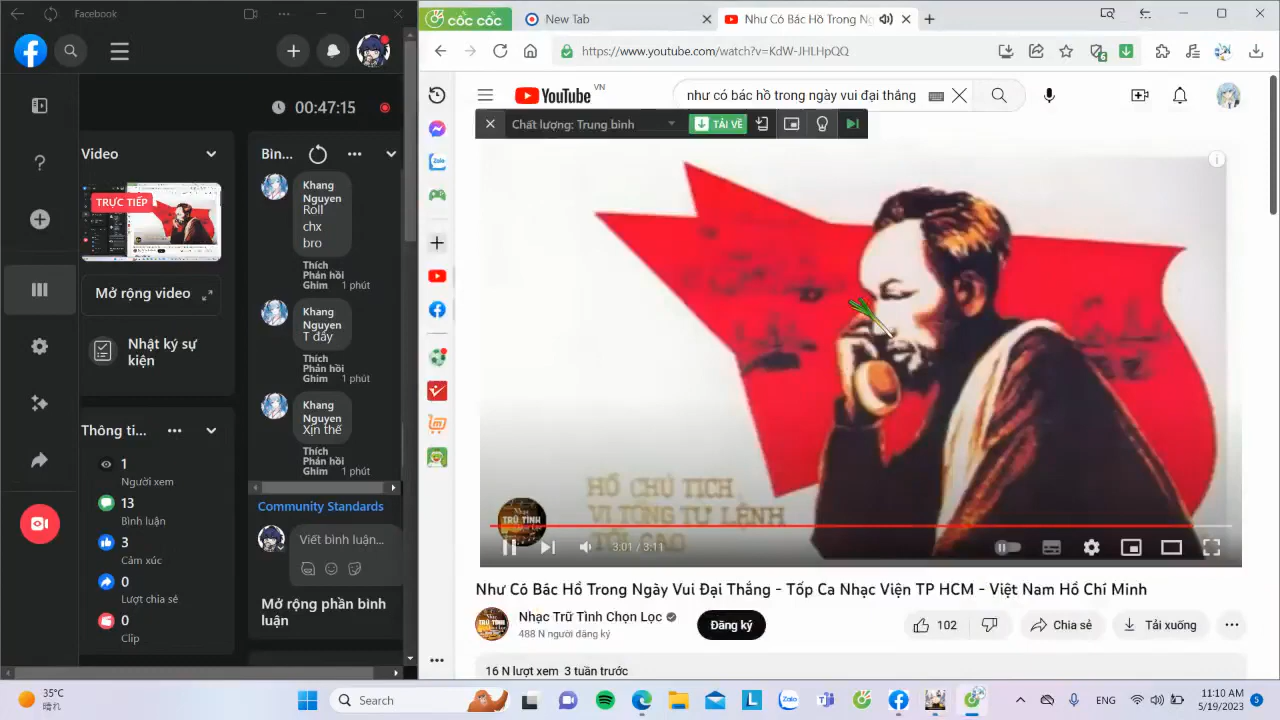 Facebook
00:47:15
Video
TRỰC TIẾP
Mở rộng video
Nhật ký sự
kiện
Thông ti...
1
Người xem
13
Bình luận
3
Cảm xúc
0
Lượt chia sẻ
0
Clip
Bìn...
Khang
Nguyen
Roll
chx
bro
Thích
Phản hồi
Ghim
1 phút
Khang
Nguyen
T đây
Thích
Phản hồi
Ghim
1 phút
Khang
Nguyen
Xịn thế
Thích
Phản hồi
Ghim
1 phút
Community Standards
Viết bình luận...
Mở rộng phần bình
luận
cốc cốc
New Tab
Như Có Bác Hồ Trong Ng
https://www.youtube.com/watch?v=KdW-JHLHpQQ
6
YouTube
VN
như có bác hồ trong ngày vui đại thắng
Chất lượng: Trung bình
TẢI VỀ
Zalo
HỒ CHỦ TỊCH
VỊ TỔNG TƯ LỆNH
TỐI CAO
Nhạc
TRỮ TÌNH
3:01 / 3:11
Như Có Bác Hồ Trong Ngày Vui Đại Thắng - Tốp Ca Nhạc Viện TP HCM - Việt Nam Hồ Chí Minh
Nhạc Trữ Tình Chọn Lọc
488 N người đăng ký
Đăng ký
102
Chia sẻ
Tải xuống
16 N lượt xem 3 tuần trước
35°C
Search
Zalo
ENG
11:10 AM
5/19/2023
5